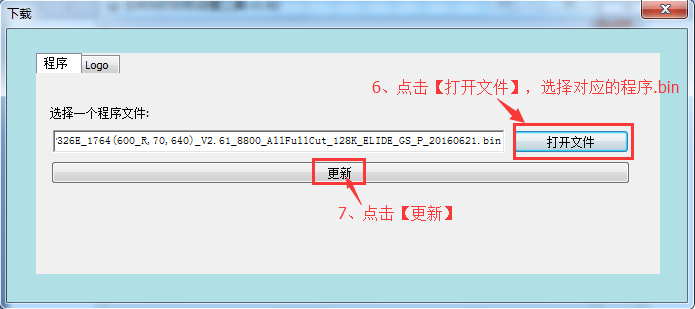 下载
程序 Logo
6、点击【打开文件】，选择对应的程序.bin
选择一个程序文件:
326E_1764(600_R,70,640)_V2.61_8800_AllFullCut_128K_ELIDE_GS_P_20160621.bin 打开文件
更新
7、点击【更新】